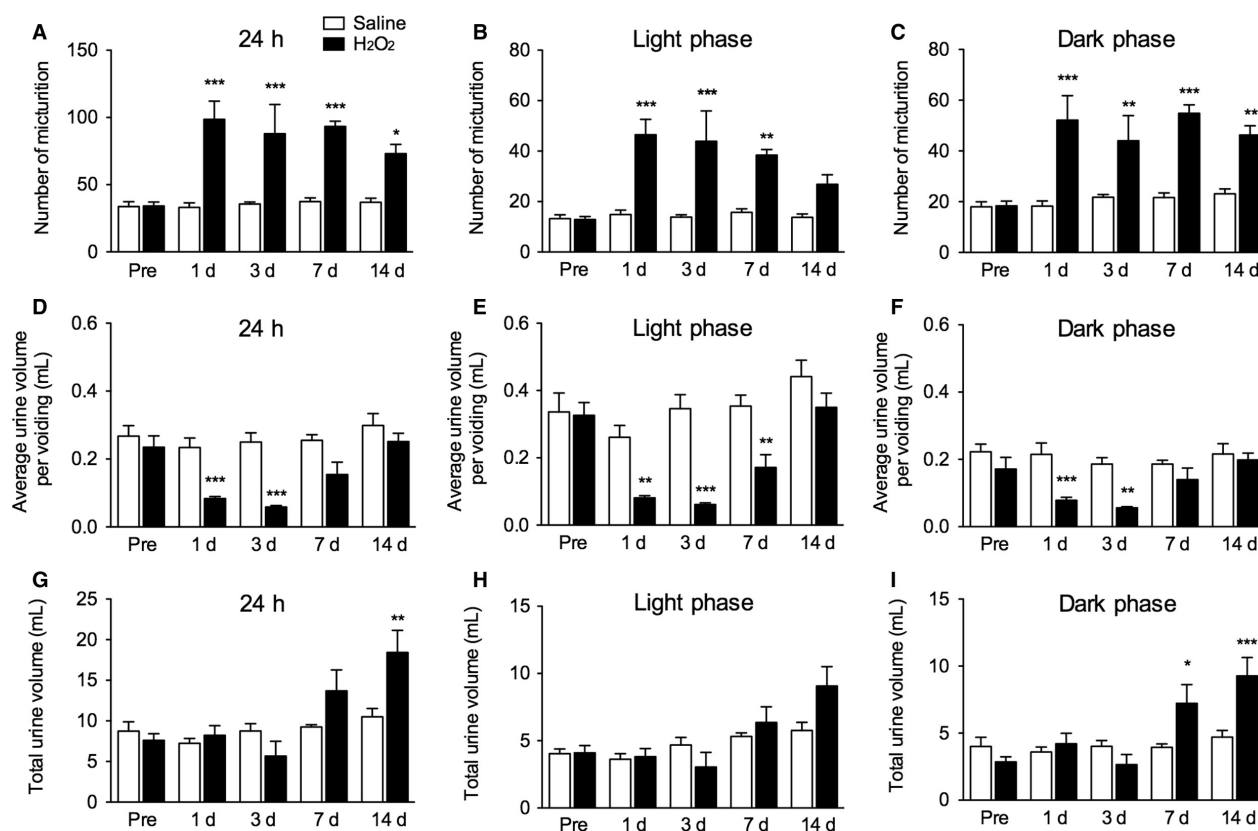 A
24 h
Saline
H₂O₂
Number of micturition
150
100
50
0
***
***
***
*
Pre 1 d 3 d 7 d 14 d
B
Light phase
Number of micturition
80
60
40
20
0
***
***
**
Pre 1 d 3 d 7 d 14 d
C
Dark phase
Number of micturition
80
60
40
20
0
***
**
***
**
Pre 1 d 3 d 7 d 14 d
D
24 h
Average urine volume
per voiding (mL)
0.6
0.4
0.2
0.0
***
***
Pre 1 d 3 d 7 d 14 d
E
Light phase
Average urine volume
per voiding (mL)
0.6
0.4
0.2
0.0
**
***
**
Pre 1 d 3 d 7 d 14 d
F
Dark phase
Average urine volume
per voiding (mL)
0.6
0.4
0.2
0.0
***
**
Pre 1 d 3 d 7 d 14 d
G
24 h
Total urine volume (mL)
25
20
15
10
5
0
**
Pre 1 d 3 d 7 d 14 d
H
Light phase
Total urine volume (mL)
15
10
5
0
Pre 1 d 3 d 7 d 14 d
I
Dark phase
Total urine volume (mL)
15
10
5
0
*
***
Pre 1 d 3 d 7 d 14 d